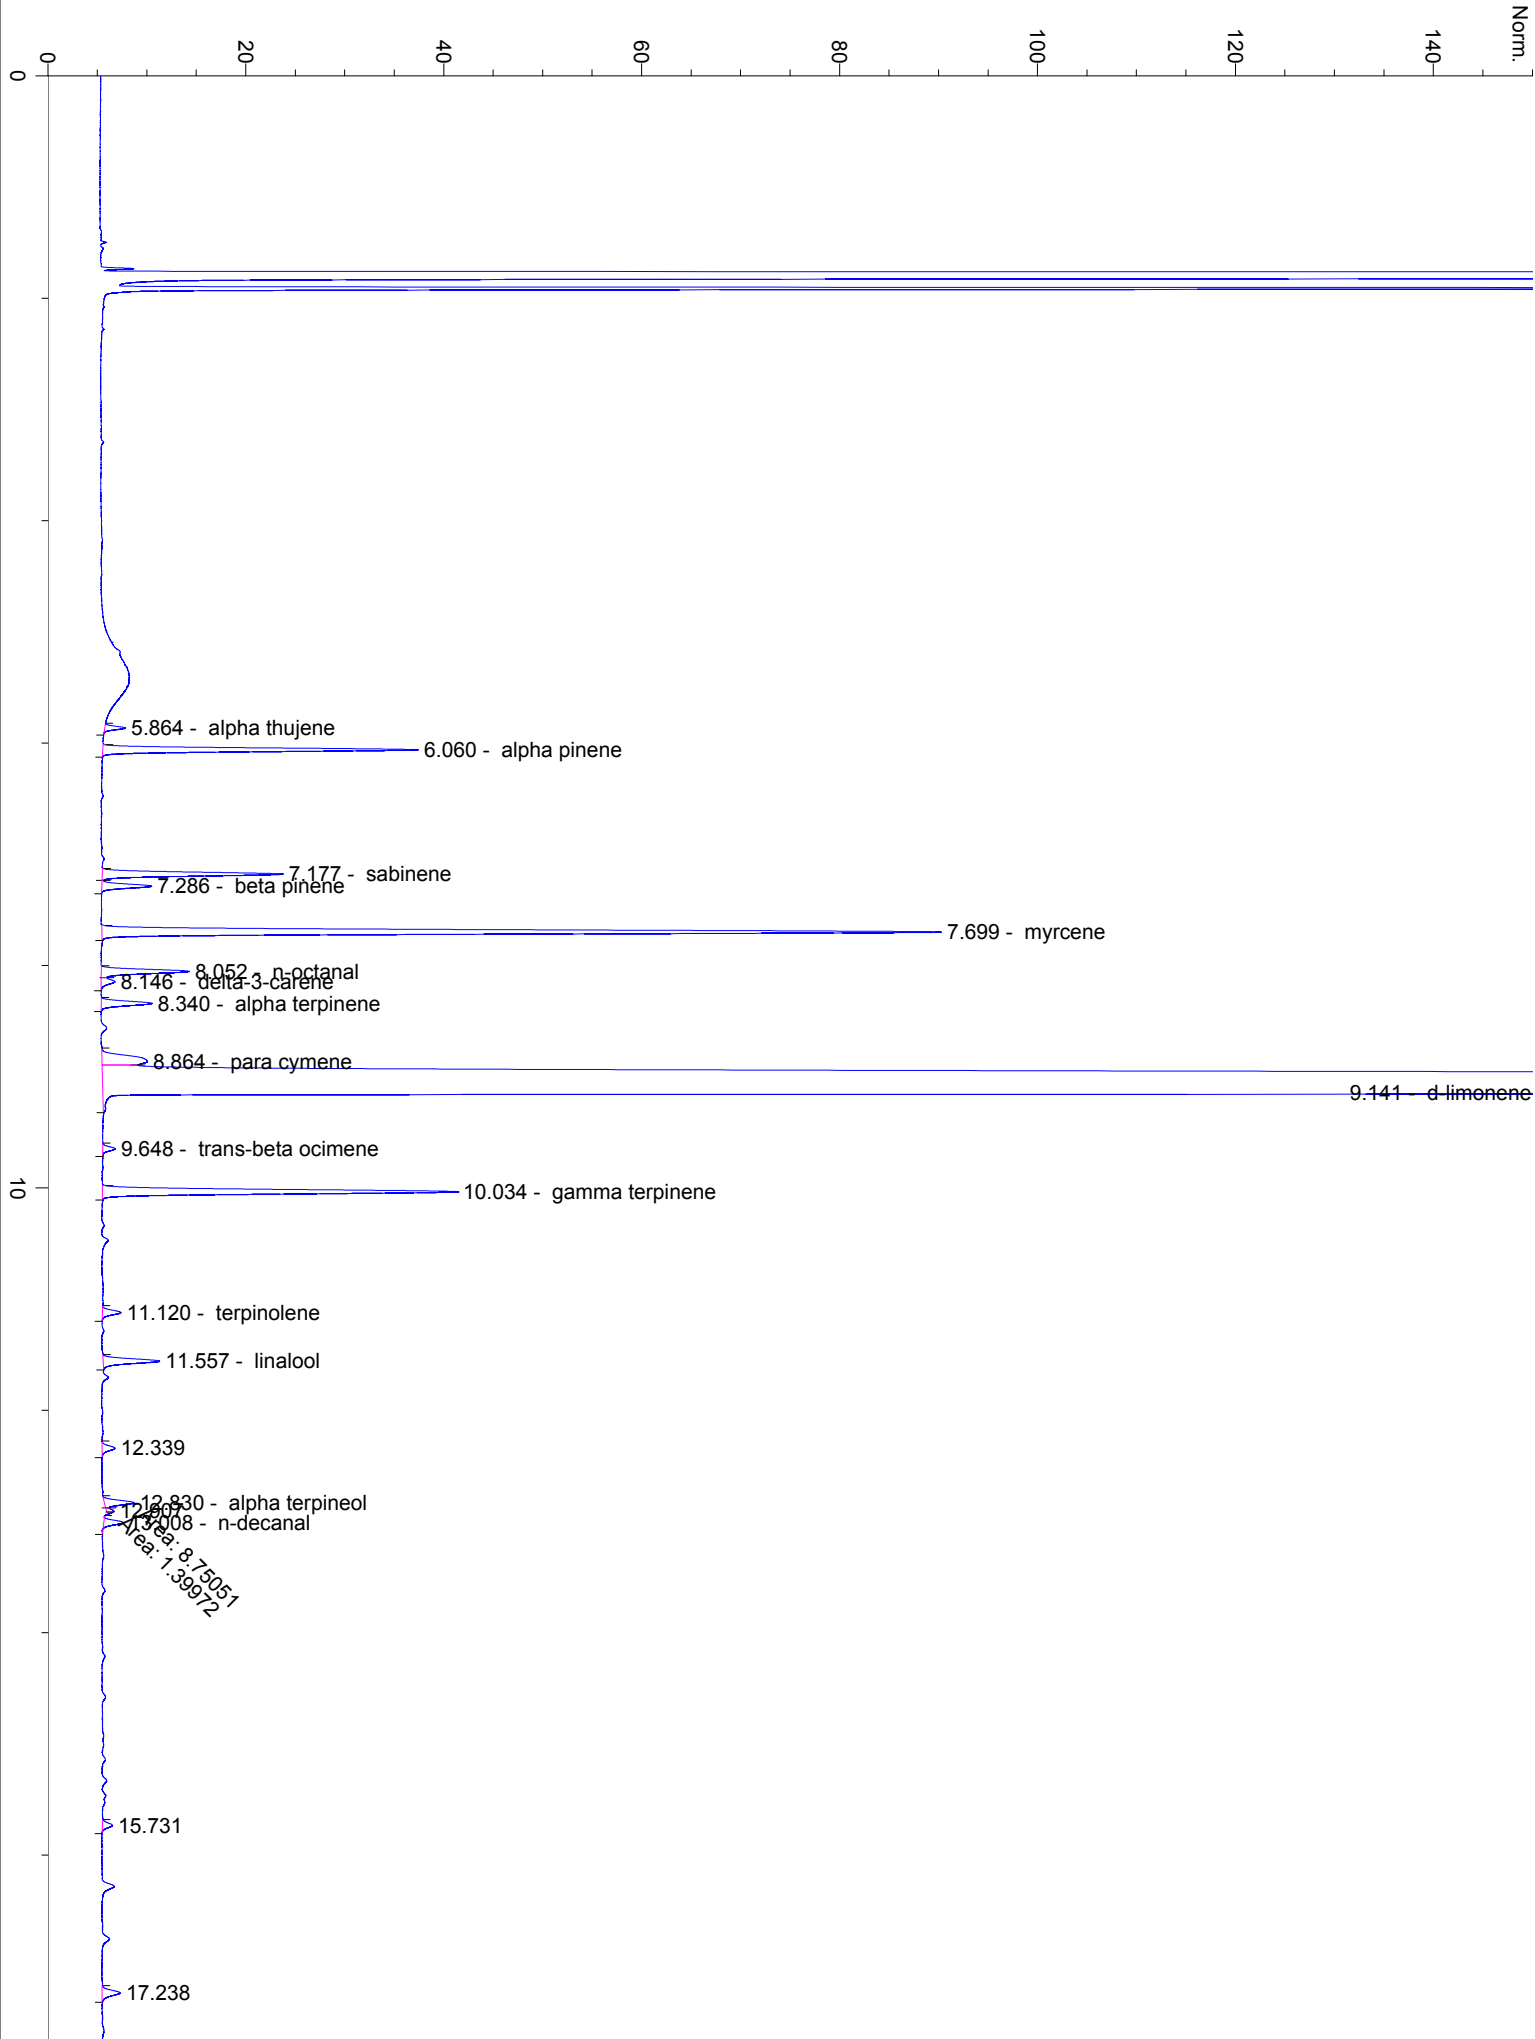 Norm.
0
20
40
60
80
100
120
140
0
5.864 - alpha thujene
6.060 - alpha pinene
7.177 - sabinene
7.286 - beta pinene
7.699 - myrcene
8.052 - n-octanal
8.146 - delta-3-carene
8.340 - alpha terpinene
8.864 - para cymene
9.141 - d-limonene
9.648 - trans-beta ocimene
10
10.034 - gamma terpinene
11.120 - terpinolene
11.557 - linalool
12.339
12.830 - alpha terpineol
12.907
13.008 - n-decanal
Area: 8.75051
Area: 1.39972
15.731
17.238